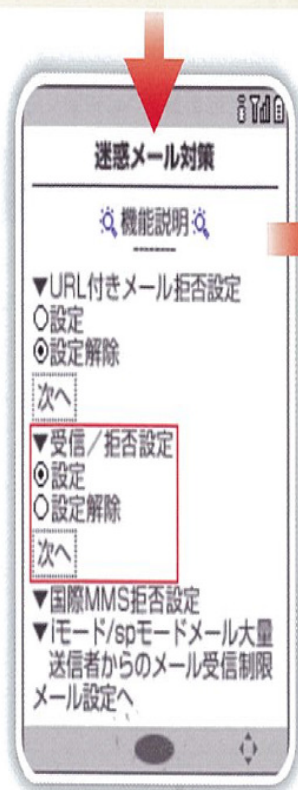 迷惑メール対策
機能説明
▼URL付きメール拒否設定
○設定
◉設定解除
次へ
▼受信/拒否設定
◉設定
○設定解除
次へ
▼国際MMS拒否設定
▼iモード/spモードメール大量
送信者からのメール受信制限
メール設定へ